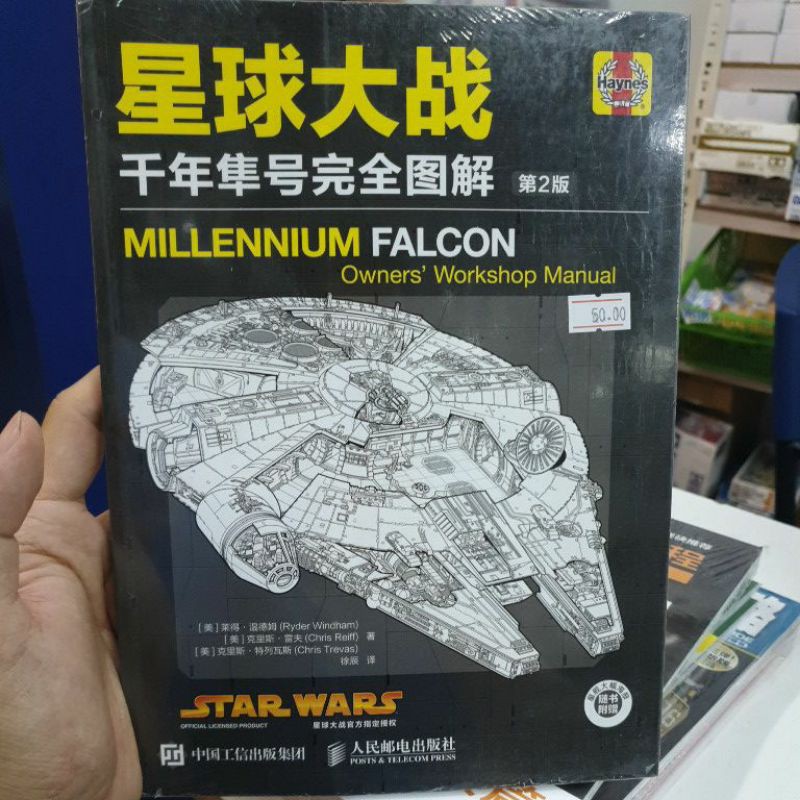 星球大战
Haynes
千年隼号完全图解 第2版
MILLENNIUM FALCON
Owners' Workshop Manual
50.00
[美]莱得·温德姆 (Ryder Windham)
[美]克里斯·雷夫 (Chris Reiff) 著
[美]克里斯·特列瓦斯 (Chris Trevas)
徐辰 译
STAR WARS
OFFICIAL LICENSED PRODUCT
星球大战官方指定授权
随书
附赠
中国工信出版集团
人民邮电出版社
POSTS & TELECOM PRESS